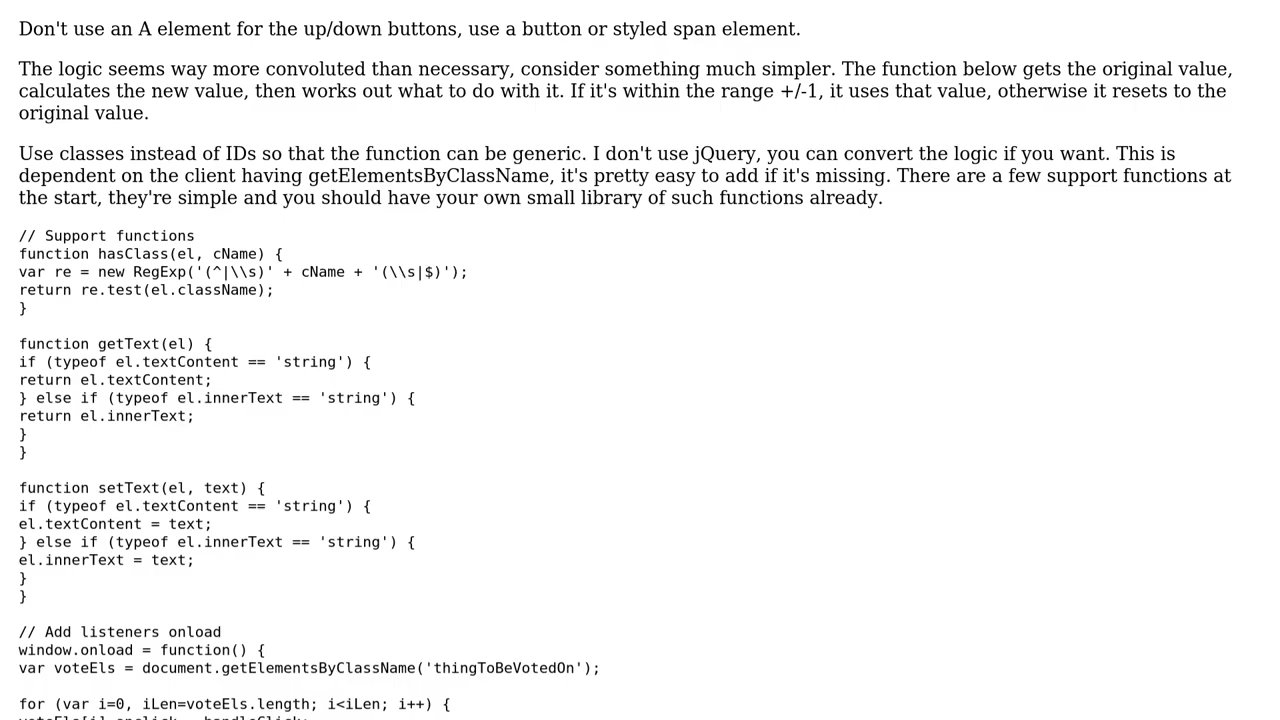 Don't use an A element for the up/down buttons, use a button or styled span element.
The logic seems way more convoluted than necessary, consider something much simpler. The function below gets the original value,
calculates the new value, then works out what to do with it. If it's within the range +/-1, it uses that value, otherwise it resets to the
original value.
Use classes instead of IDs so that the function can be generic. I don't use jQuery, you can convert the logic if you want. This is
dependent on the client having getElementsByClassName, it's pretty easy to add if it's missing. There are a few support functions at
the start, they're simple and you should have your own small library of such functions already.
// Support functions
function hasClass(el, cName) {
var re = new RegExp('(^|\\s)' + cName + '(\\s|$)');
return re.test(el.className);
}
function getText(el) {
if (typeof el.textContent == 'string') {
return el.textContent;
} else if (typeof el.innerText == 'string') {
return el.innerText;
}
}
function setText(el, text) {
if (typeof el.textContent == 'string') {
el.textContent = text;
} else if (typeof el.innerText == 'string') {
el.innerText = text;
}
}
// Add listeners onload
window.onload = function() {
var voteEls = document.getElementsByClassName('thingToBeVotedOn');
for (var i=0, iLen=voteEls.length; i<iLen; i++) {